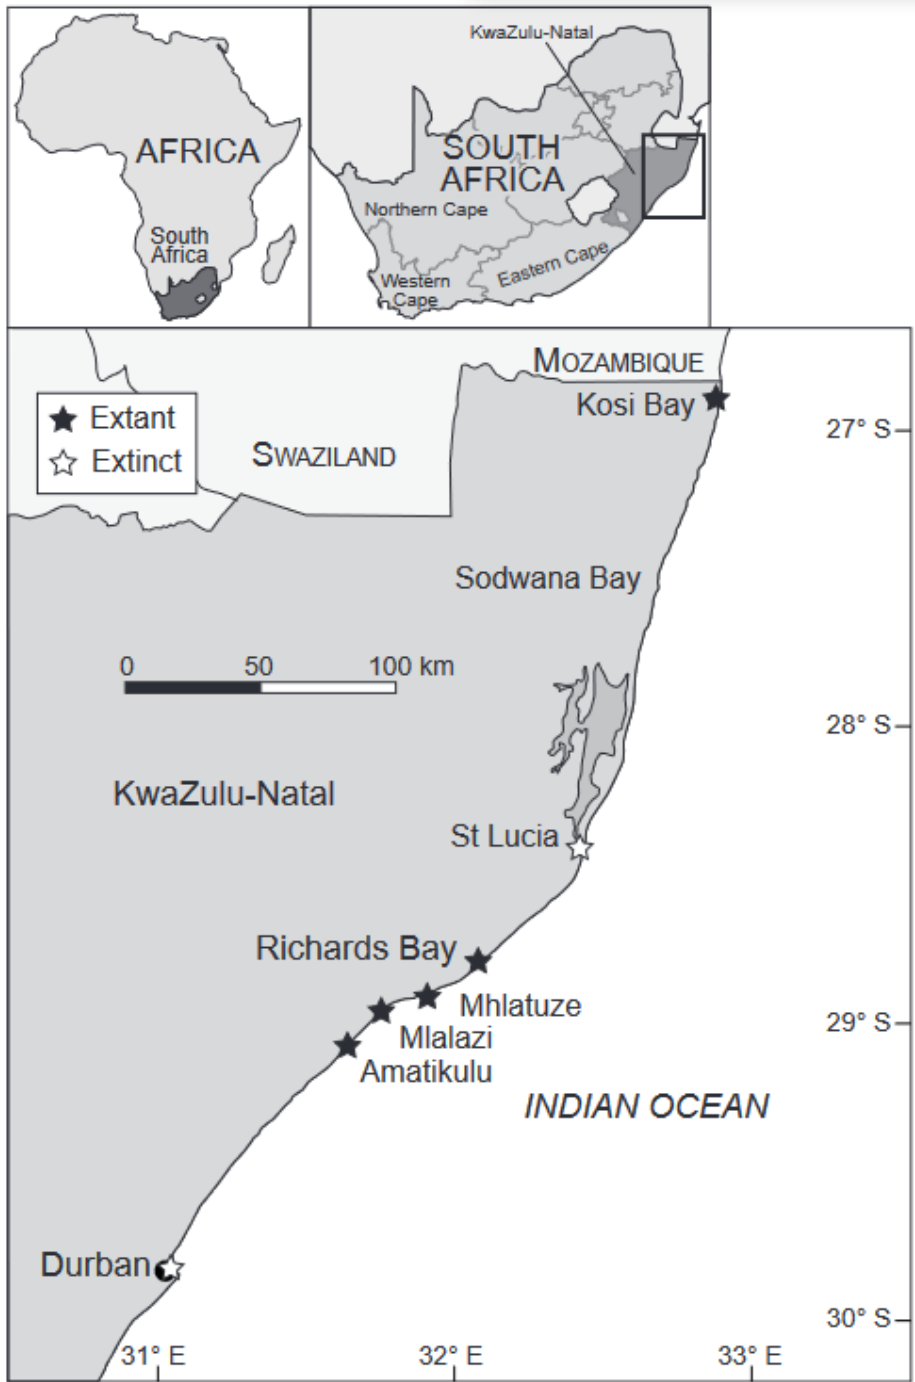 AFRICA
South
Africa
KwaZulu-Natal
SOUTH
AFRICA
Northern Cape
Western
Cape
Eastern Cape
MOZAMBIQUE
Kosi Bay
Extant
Extinct
SWAZILAND
27° S
Sodwana Bay
0 50 100 km
28° S
KwaZulu-Natal
St Lucia
Richards Bay
Mhlatuze
29° S
Mlalazi
Amatikulu
INDIAN OCEAN
Durban
30° S
31° E 32° E 33° E